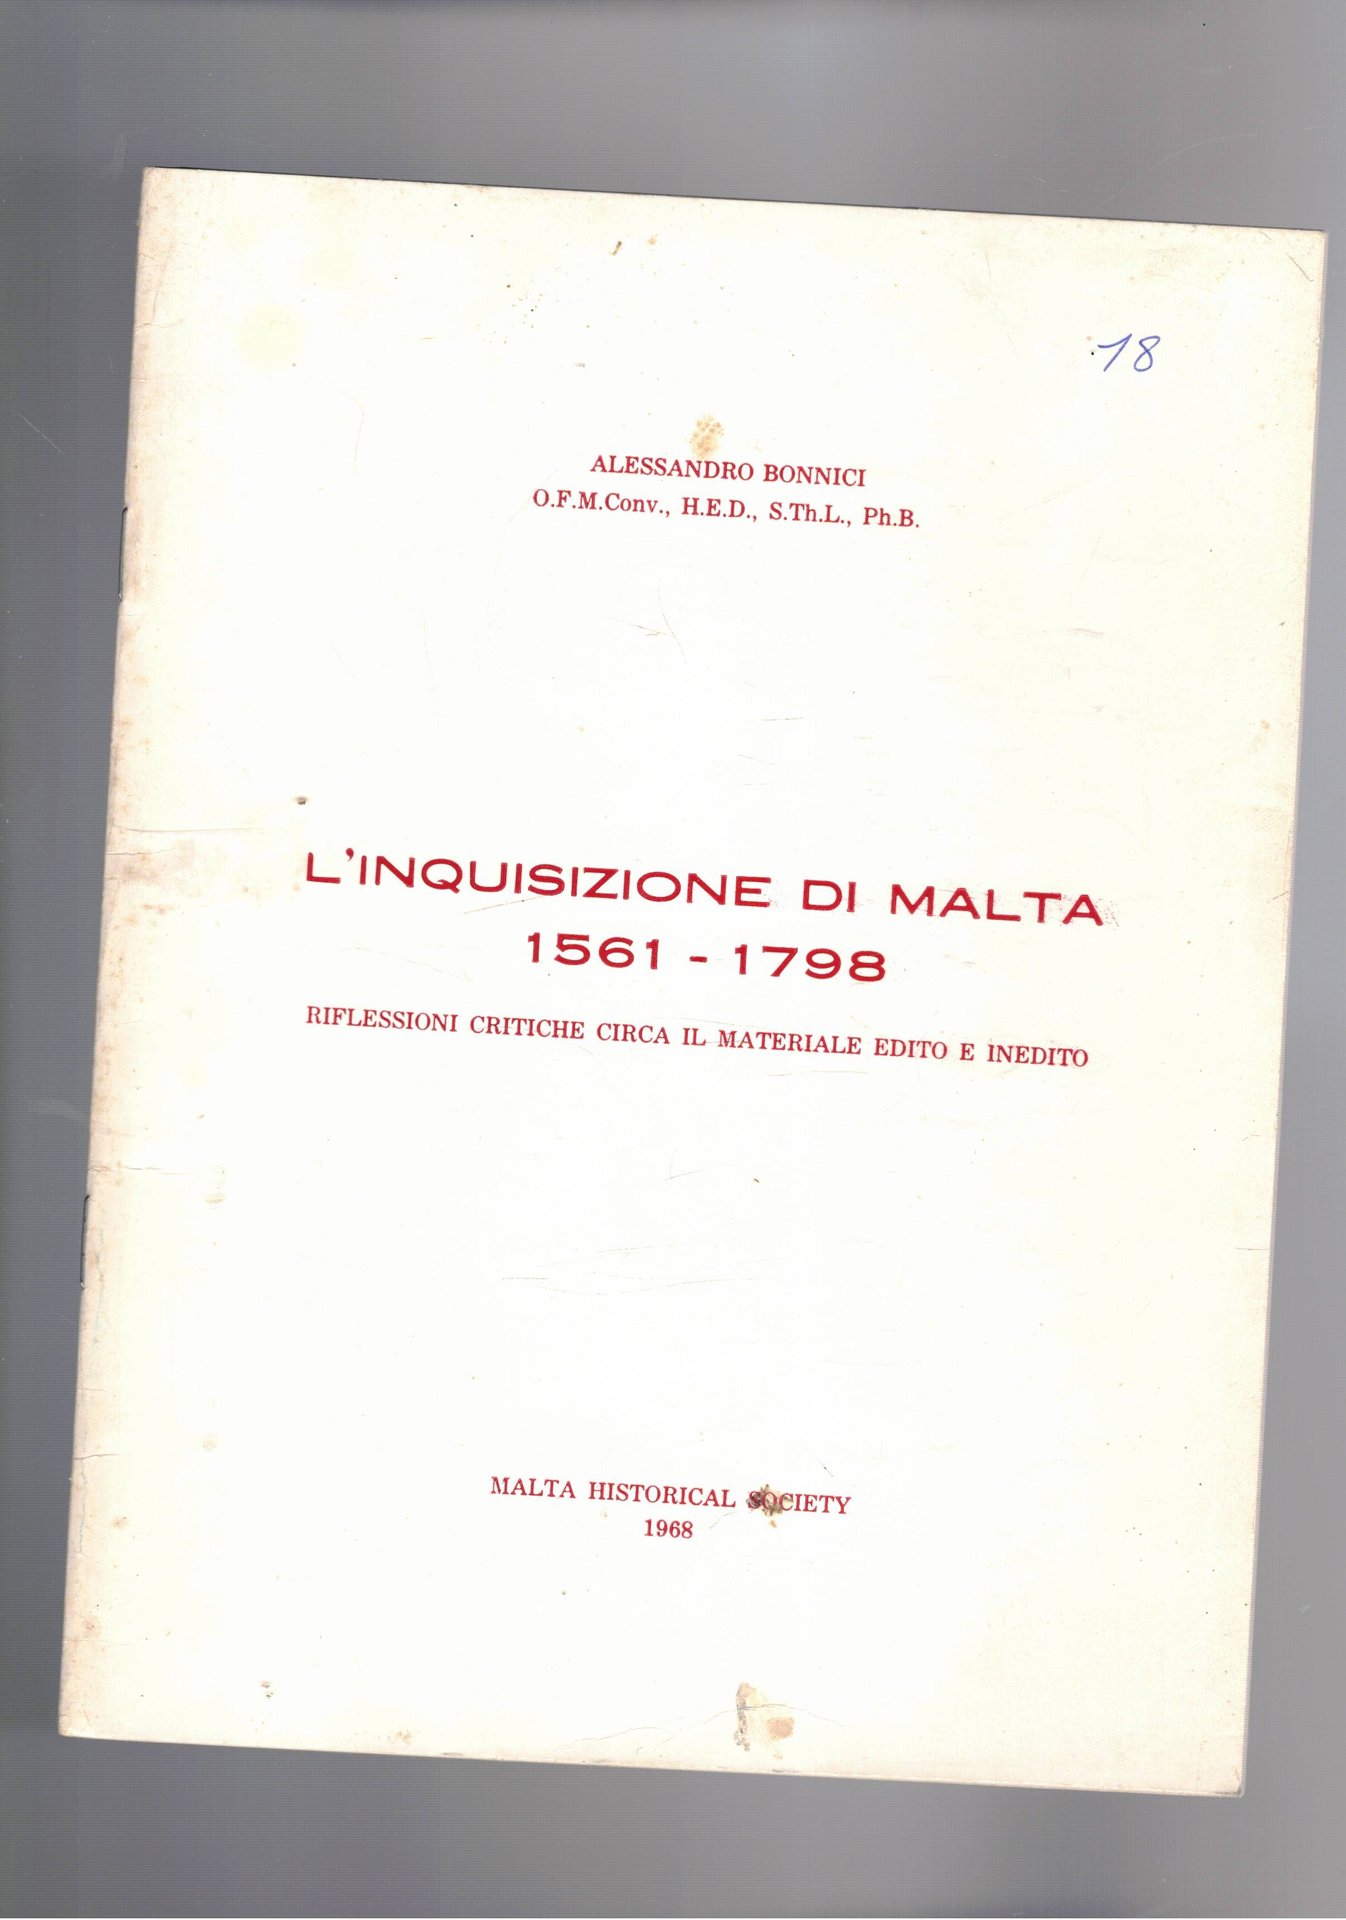 18
ALESSANDRO BONNICI
O.F.M.Conv., H.E.D., S.Th.L., Ph.B.
L'INQUISIZIONE DI MALTA
1561 - 1798
RIFLESSIONI CRITICHE CIRCA IL MATERIALE EDITO E INEDITO
MALTA HISTORICAL SOCIETY
1968